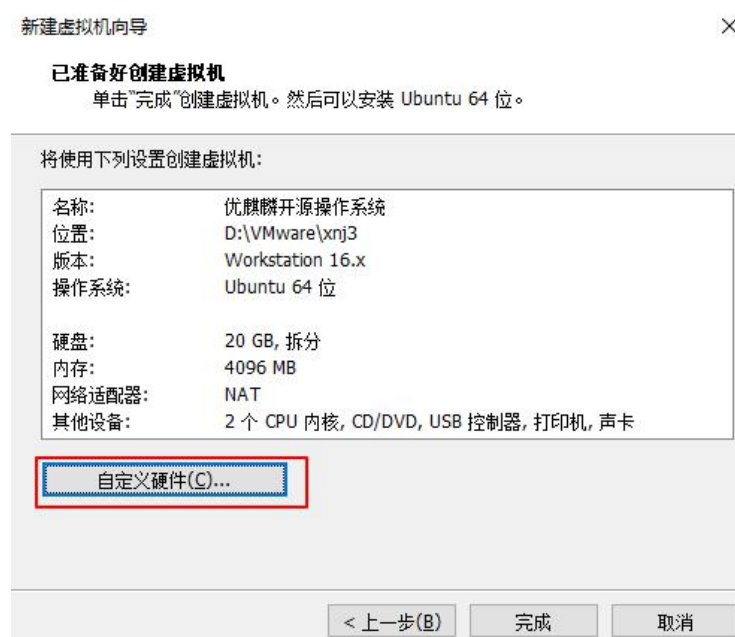 新建虚拟机向导
已准备好创建虚拟机
单击"完成"创建虚拟机。然后可以安装 Ubuntu 64 位。
将使用下列设置创建虚拟机:
名称: 优麒麟开源操作系统
位置: D:\VMware\xnj3
版本: Workstation 16.x
操作系统: Ubuntu 64 位
硬盘: 20 GB, 拆分
内存: 4096 MB
网络适配器: NAT
其他设备: 2 个 CPU 内核, CD/DVD, USB 控制器, 打印机, 声卡
自定义硬件(C)...
< 上一步(B) 完成 取消